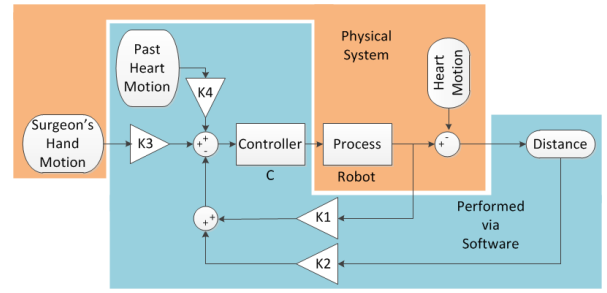 Physical
System
Past
Heart
Motion
Heart
Motion
K4
Surgeon's
Hand
Motion
K3
+
+
-
Controller
C
Process
Robot
-
+
Distance
K1
+
+
K2
Performed
via
Software